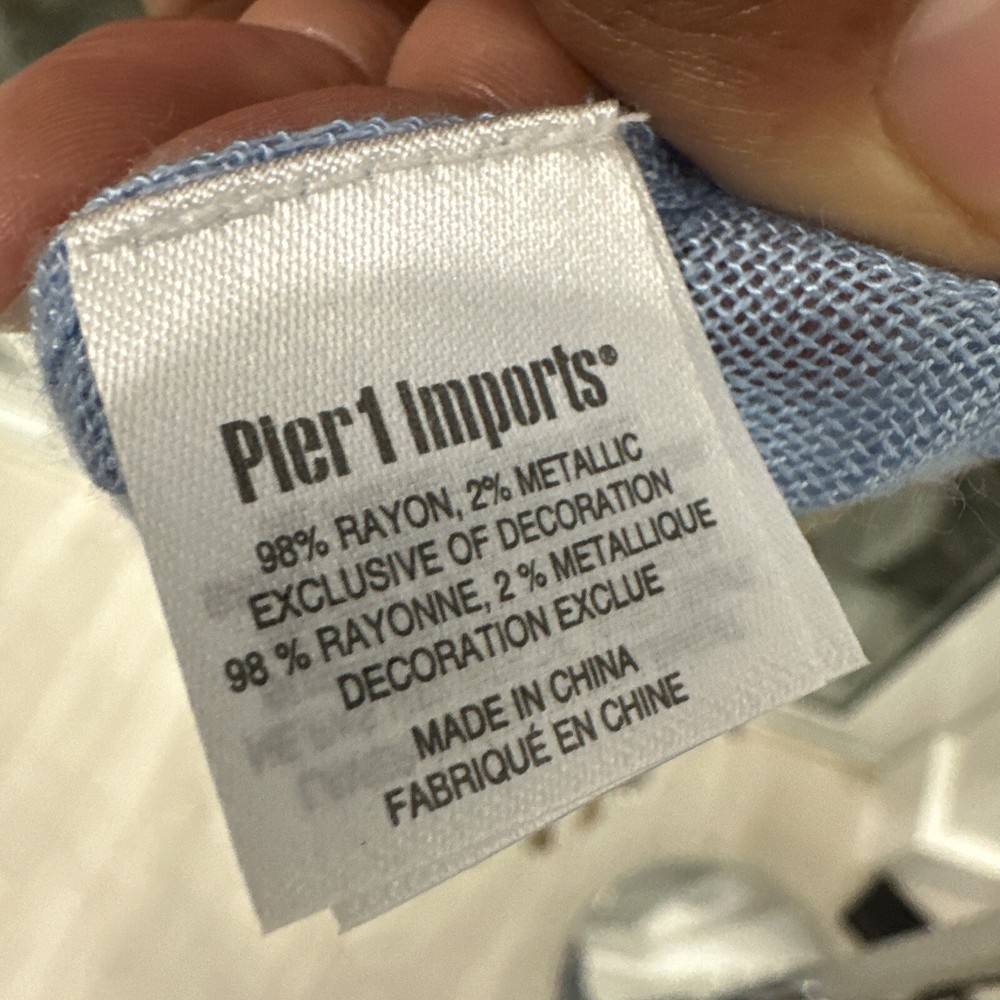 Pier 1 Imports®
98% RAYON, 2% METALLIC
EXCLUSIVE OF DECORATION
98 % RAYONNE, 2 % METALLIQUE
DECORATION EXCLUE
MADE IN CHINA
FABRIQUÉ EN CHINE